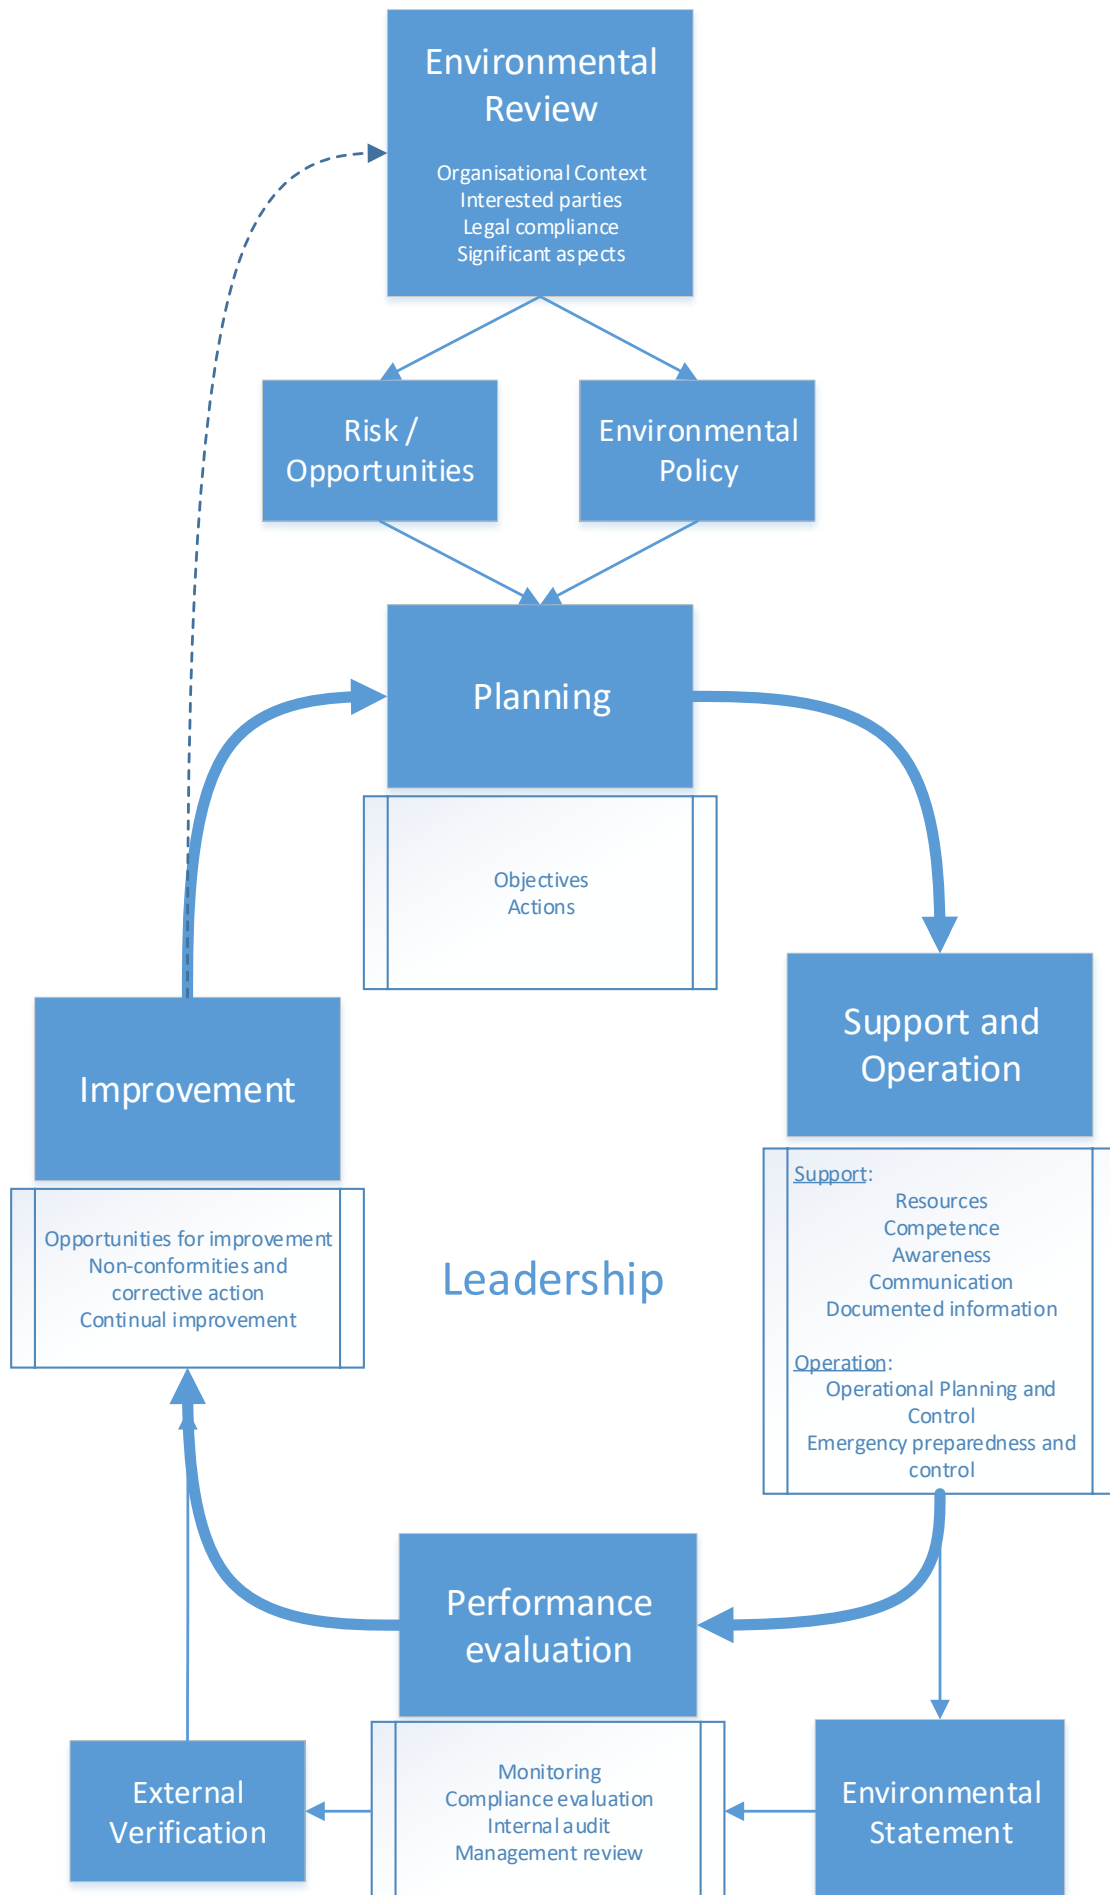 Environmental
Review
Organisational Context
Interested parties
Legal compliance
Significant aspects
Risk /
Opportunities
Environmental
Policy
Planning
Objectives
Actions
Support and
Operation
Support:
Resources
Competence
Awareness
Communication
Documented information
Operation:
Operational Planning and
Control
Emergency preparedness and
control
Improvement
Opportunities for improvement
Non-conformities and
corrective action
Continual improvement
Leadership
Performance
evaluation
Monitoring
Compliance evaluation
Internal audit
Management review
External
Verification
Environmental
Statement